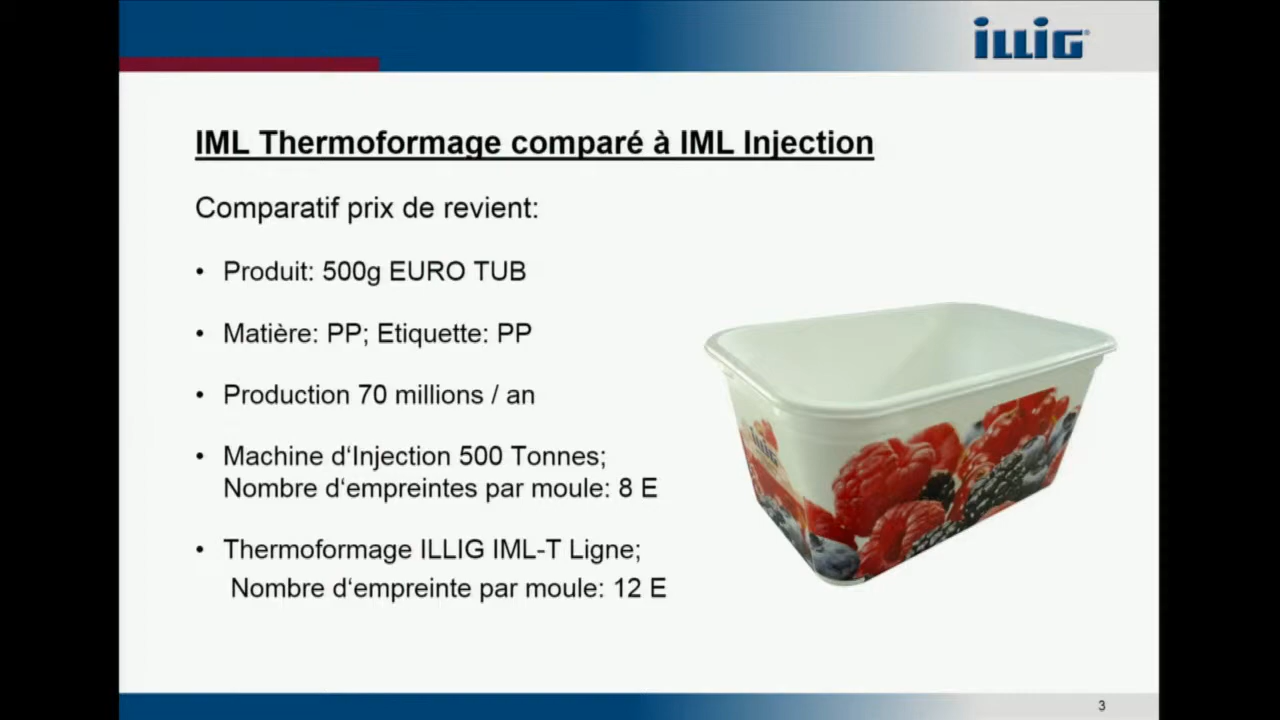 ILLIG®
IML Thermoformage comparé à IML Injection
Comparatif prix de revient:
• Produit: 500g EURO TUB
• Matière: PP; Etiquette: PP
• Production 70 millions / an
• Machine d‘Injection 500 Tonnes;
Nombre d‘empreintes par moule: 8 E
• Thermoformage ILLIG IML-T Ligne;
Nombre d‘empreinte par moule: 12 E
ILLIG
3